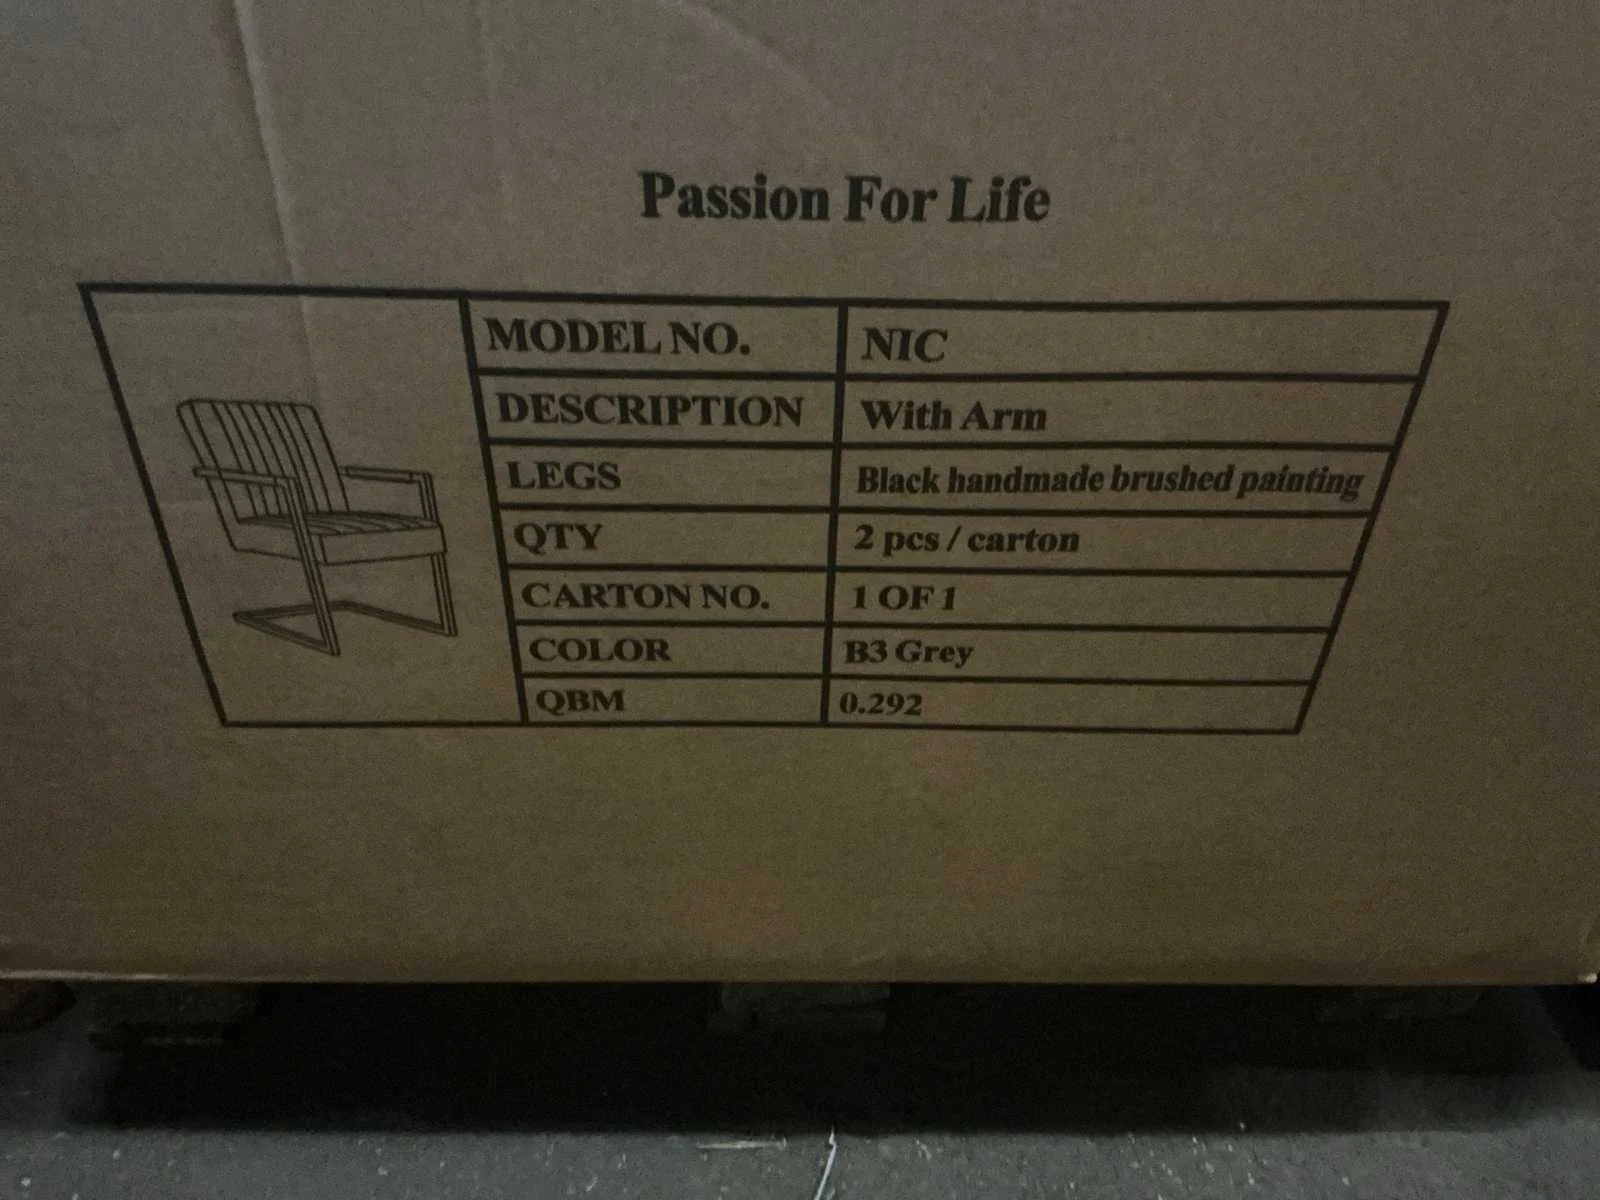 Passion For Life
MODEL NO. NIC
DESCRIPTION With Arm
LEGS Black handmade brushed painting
QTY 2 pcs / carton
CARTON NO. 1 OF 1
COLOR B3 Grey
QBM 0.292